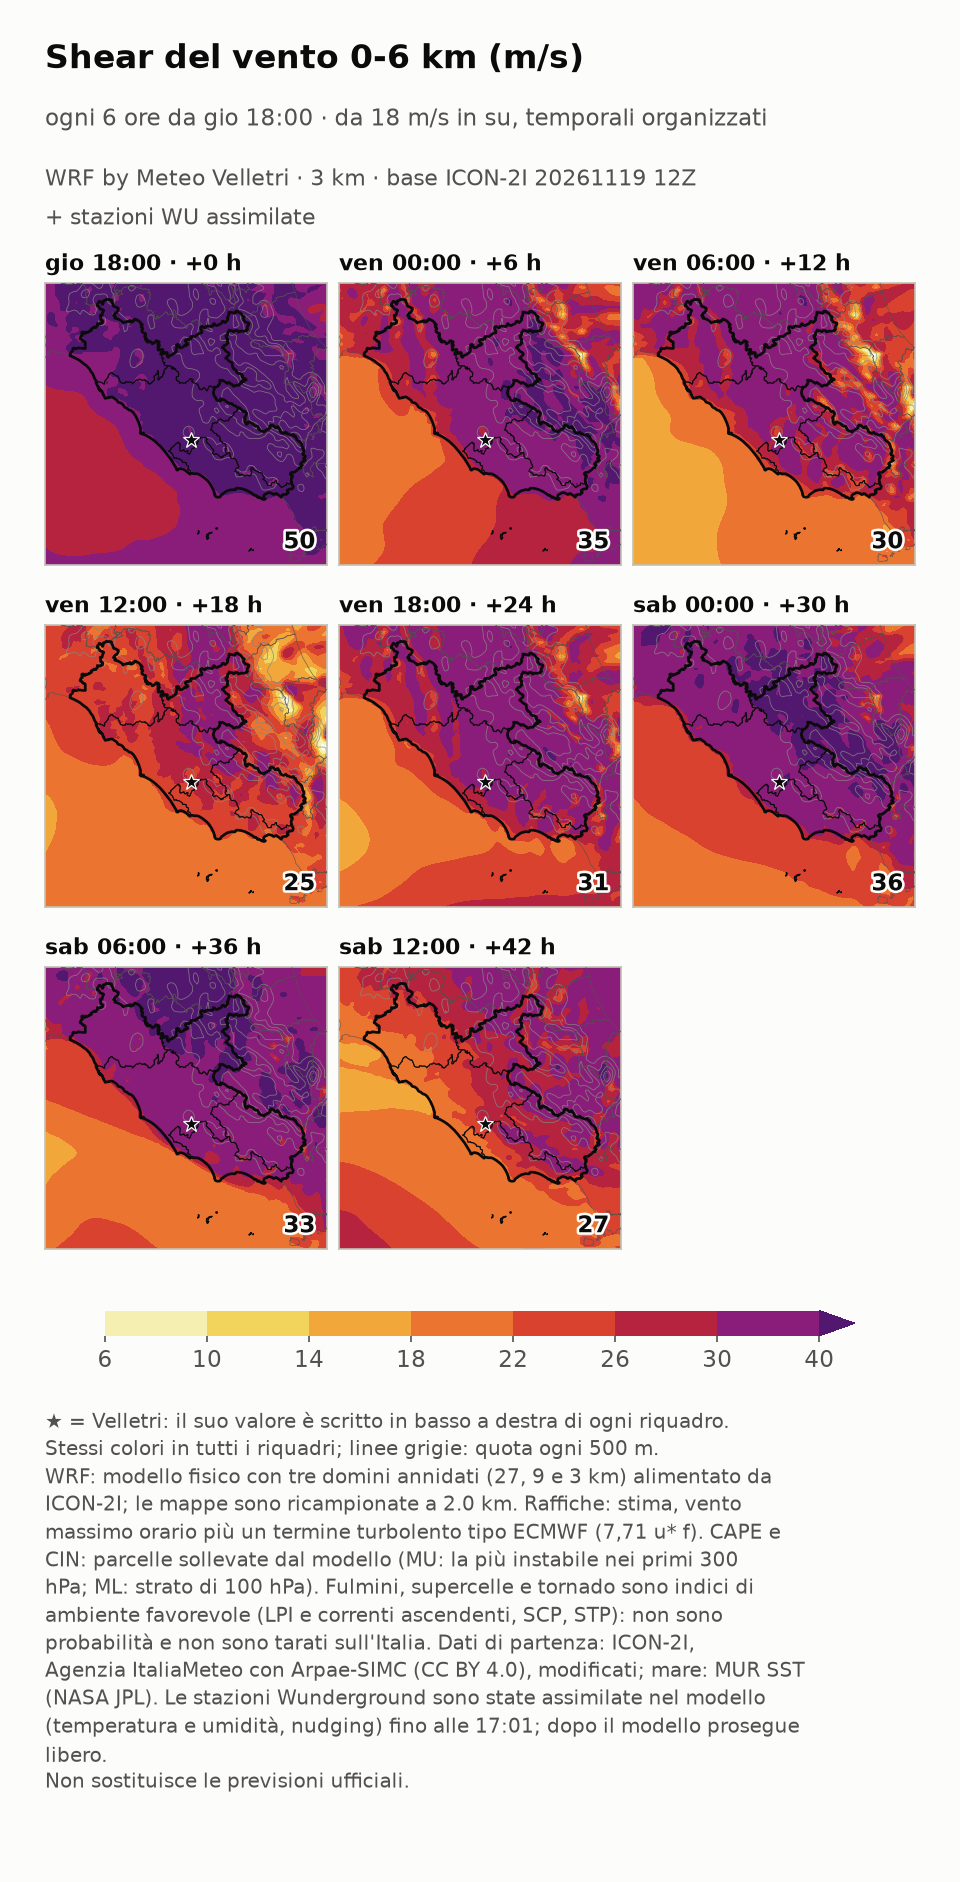 Shear del vento 0-6 km (m/s)
ogni 6 ore da gio 18:00 · da 18 m/s in su, temporali organizzati
WRF by Meteo Velletri · 3 km · base ICON-2I 20261119 12Z
+ stazioni WU assimilate
gio 18:00 · +0 h
ven 00:00 · +6 h
ven 06:00 · +12 h
50
35
30
ven 12:00 · +18 h
ven 18:00 · +24 h
sab 00:00 · +30 h
25
31
36
sab 06:00 · +36 h
sab 12:00 · +42 h
33
27
6 10 14 18 22 26 30 40
★ = Velletri: il suo valore è scritto in basso a destra di ogni riquadro.
Stessi colori in tutti i riquadri; linee grigie: quota ogni 500 m.
WRF: modello fisico con tre domini annidati (27, 9 e 3 km) alimentato da
ICON-2I; le mappe sono ricampionate a 2.0 km. Raffiche: stima, vento
massimo orario più un termine turbolento tipo ECMWF (7,71 u* f). CAPE e
CIN: parcelle sollevate dal modello (MU: la più instabile nei primi 300
hPa; ML: strato di 100 hPa). Fulmini, supercelle e tornado sono indici di
ambiente favorevole (LPI e correnti ascendenti, SCP, STP): non sono
probabilità e non sono tarati sull'Italia. Dati di partenza: ICON-2I,
Agenzia ItaliaMeteo con Arpae-SIMC (CC BY 4.0), modificati; mare: MUR SST
(NASA JPL). Le stazioni Wunderground sono state assimilate nel modello
(temperatura e umidità, nudging) fino alle 17:01; dopo il modello prosegue
libero.
Non sostituisce le previsioni ufficiali.